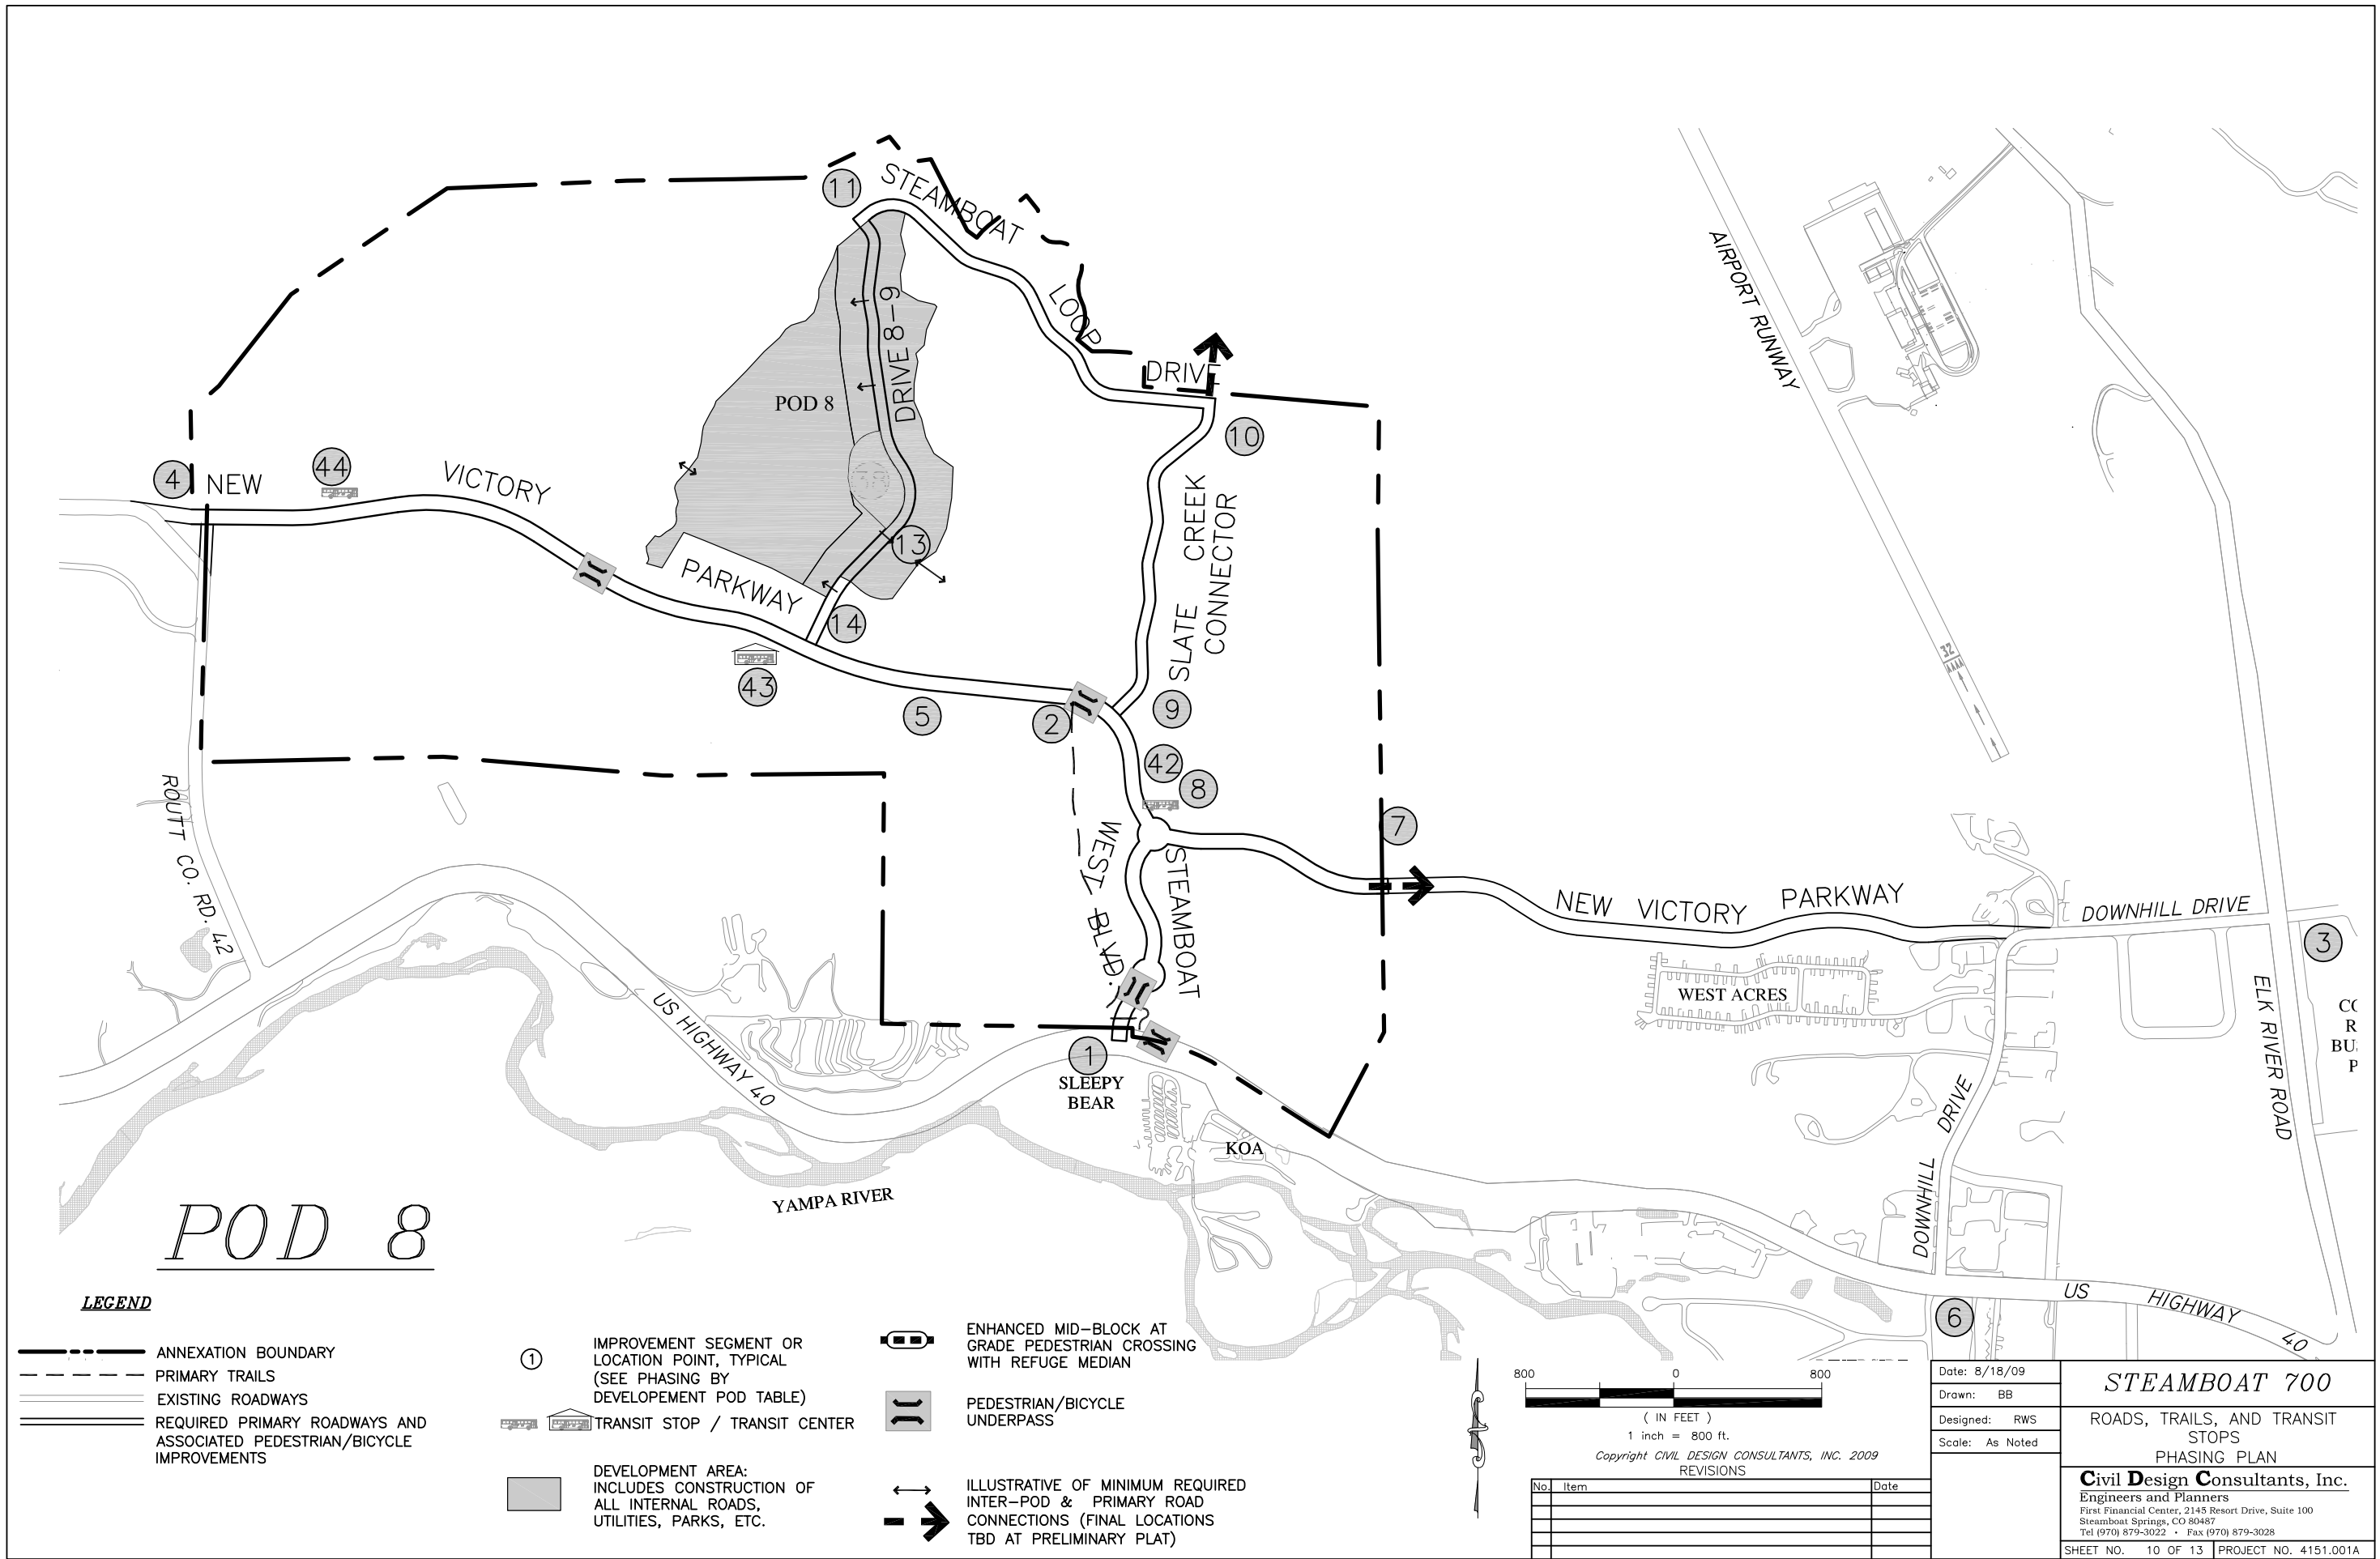 11
STEAMBOAT
LOOP
DRIVE
10
DRIVE 8-9
POD 8
4
NEW
44
VICTORY
PARKWAY
13
14
43
5
2
9
SLATE CREEK
CONNECTOR
42
8
7
WEST
BLVD.
STEAMBOAT
NEW VICTORY PARKWAY
AIRPORT RUNWAY
32
DOWNHILL DRIVE
3
WEST ACRES
ELK RIVER ROAD
CO
R
BU
P
ROUTT CO. RD. 42
US HIGHWAY 40
1
SLEEPY
BEAR
KOA
YAMPA RIVER
DOWNHILL DRIVE
6
US HIGHWAY 40
POD 8
LEGEND
ANNEXATION BOUNDARY
PRIMARY TRAILS
EXISTING ROADWAYS
REQUIRED PRIMARY ROADWAYS AND
ASSOCIATED PEDESTRIAN/BICYCLE
IMPROVEMENTS
1
IMPROVEMENT SEGMENT OR
LOCATION POINT, TYPICAL
(SEE PHASING BY
DEVELOPEMENT POD TABLE)
TRANSIT STOP / TRANSIT CENTER
DEVELOPMENT AREA:
INCLUDES CONSTRUCTION OF
ALL INTERNAL ROADS,
UTILITIES, PARKS, ETC.
ENHANCED MID-BLOCK AT
GRADE PEDESTRIAN CROSSING
WITH REFUGE MEDIAN
PEDESTRIAN/BICYCLE
UNDERPASS
ILLUSTRATIVE OF MINIMUM REQUIRED
INTER-POD & PRIMARY ROAD
CONNECTIONS (FINAL LOCATIONS
TBD AT PRELIMINARY PLAT)
800 0 800
( IN FEET )
1 inch = 800 ft.
Copyright CIVIL DESIGN CONSULTANTS, INC. 2009
REVISIONS
No. Item Date
Date: 8/18/09
Drawn: BB
Designed: RWS
Scale: As Noted
STEAMBOAT 700
ROADS, TRAILS, AND TRANSIT
STOPS
PHASING PLAN
Civil Design Consultants, Inc.
Engineers and Planners
First Financial Center, 2145 Resort Drive, Suite 100
Steamboat Springs, CO 80487
Tel (970) 879-3022 • Fax (970) 879-3028
SHEET NO. 10 OF 13 PROJECT NO. 4151.001A